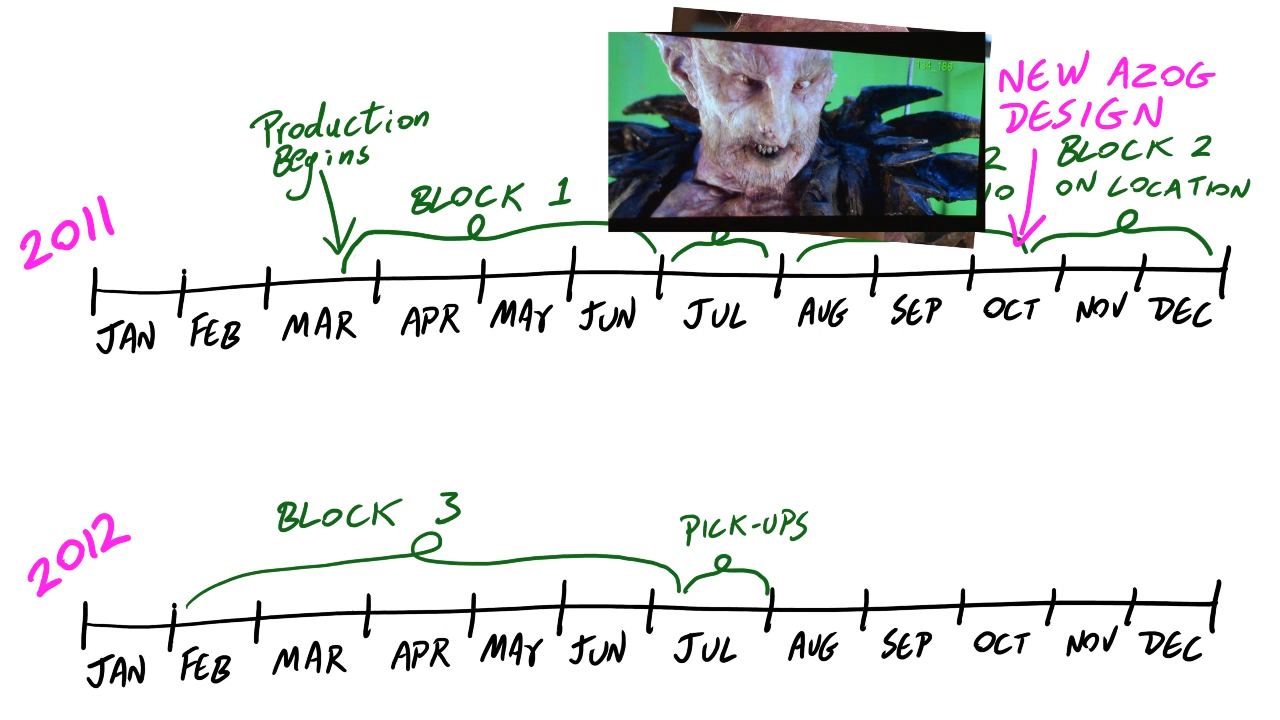 NEW AZOG
DESIGN
Production
Begins
BLOCK 1
2
10
BLOCK 2
ON LOCATION
2011
JAN FEB MAR APR MAY JUN JUL AUG SEP OCT NOV DEC
BLOCK 3
PICK-UPS
2012
JAN FEB MAR APR MAY JUN JUL AUG SEP OCT NOV DEC